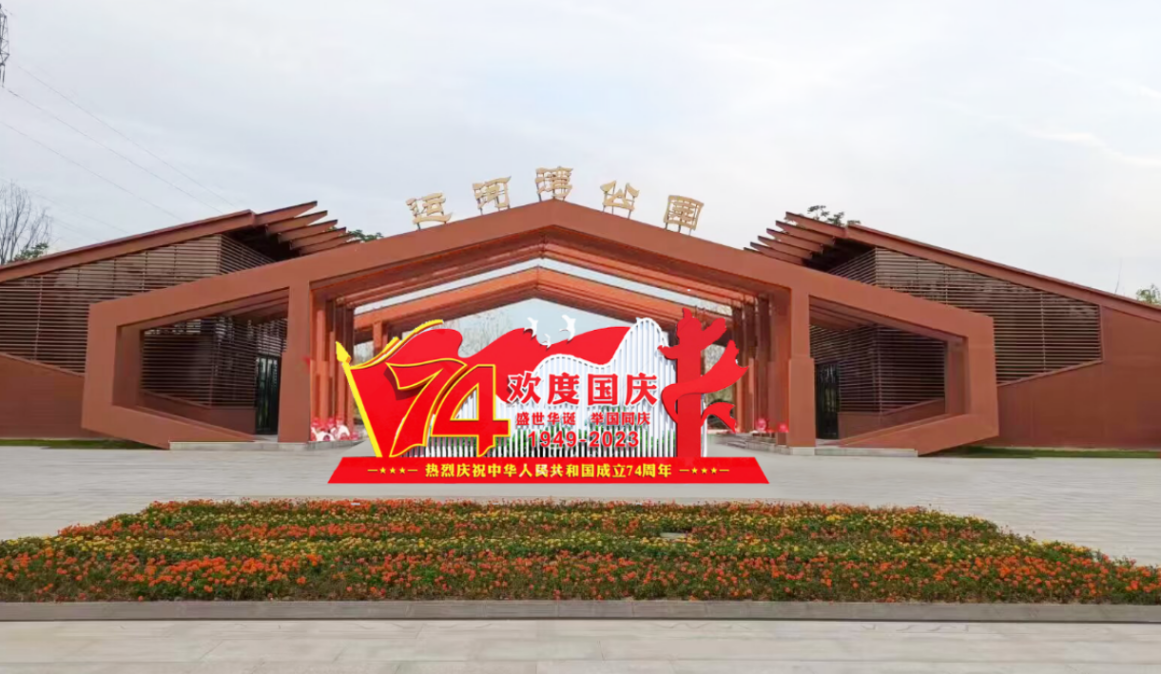 运河湾公园
74
欢度国庆
盛世华诞 举国同庆
1949-2023
热烈庆祝中华人民共和国成立74周年